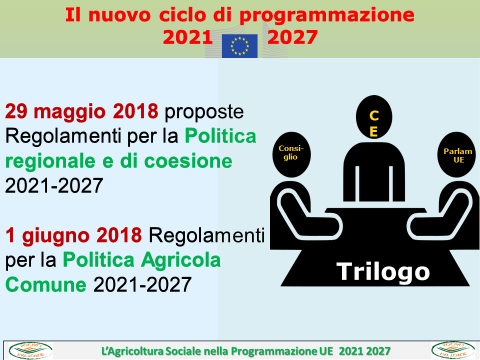 Il nuovo ciclo di programmazione
2021 2027
29 maggio 2018 proposte
Regolamenti per la Politica
regionale e di coesione
2021-2027
1 giugno 2018 Regolamenti
per la Politica Agricola
Comune 2021-2027
C
E
Consi-
glio
Parlam
UE
Trilogo
L'Agricoltura Sociale nella Programmazione UE 2021 2027